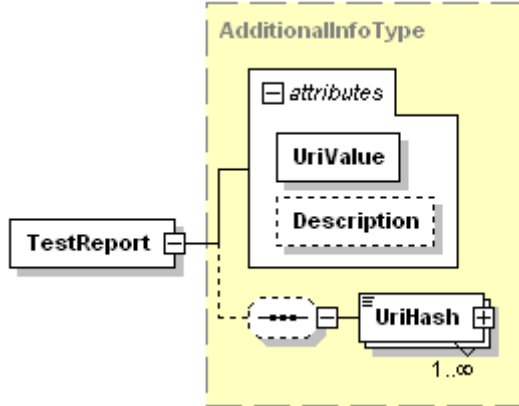 AdditionalInfoType
attributes
UriValue
Description
TestReport
UriHash
1..∞